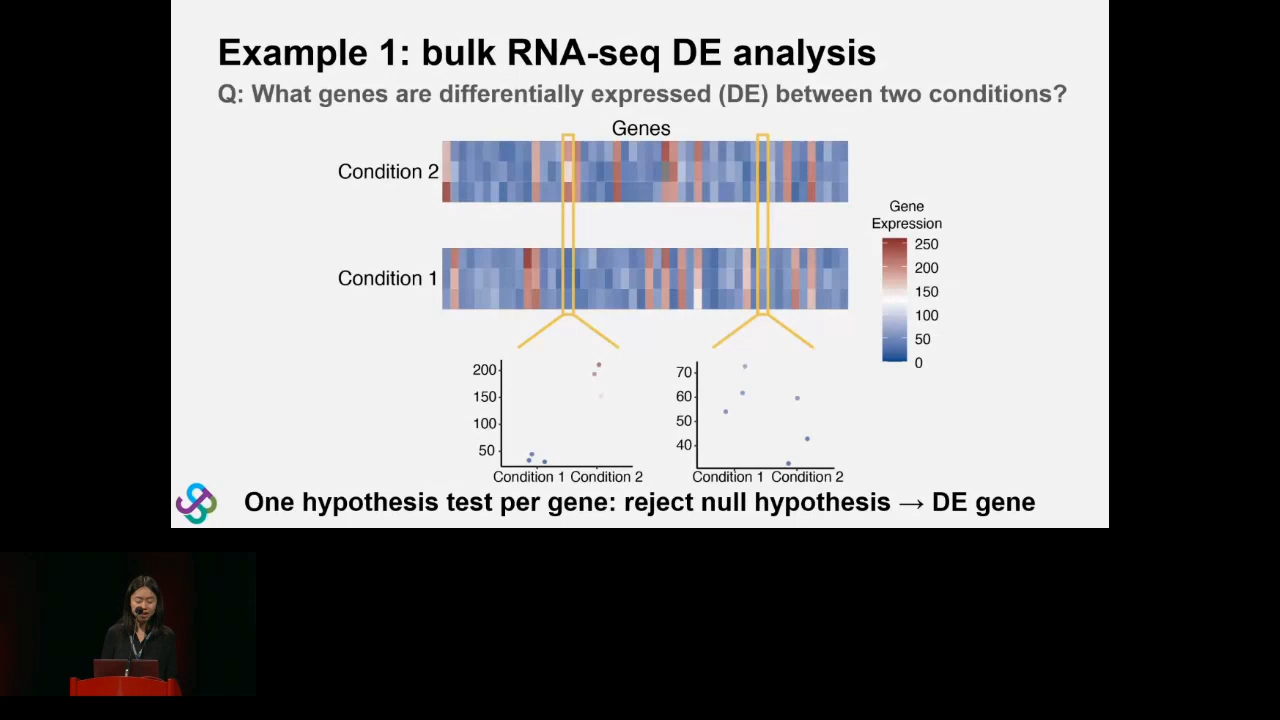 Example 1: bulk RNA-seq DE analysis
Q: What genes are differentially expressed (DE) between two conditions?
Genes
Condition 2
Condition 1
Gene
Expression
250
200
150
100
50
0
200
150
100
50
Condition 1 Condition 2
70
60
50
40
Condition 1 Condition 2
One hypothesis test per gene: reject null hypothesis → DE gene